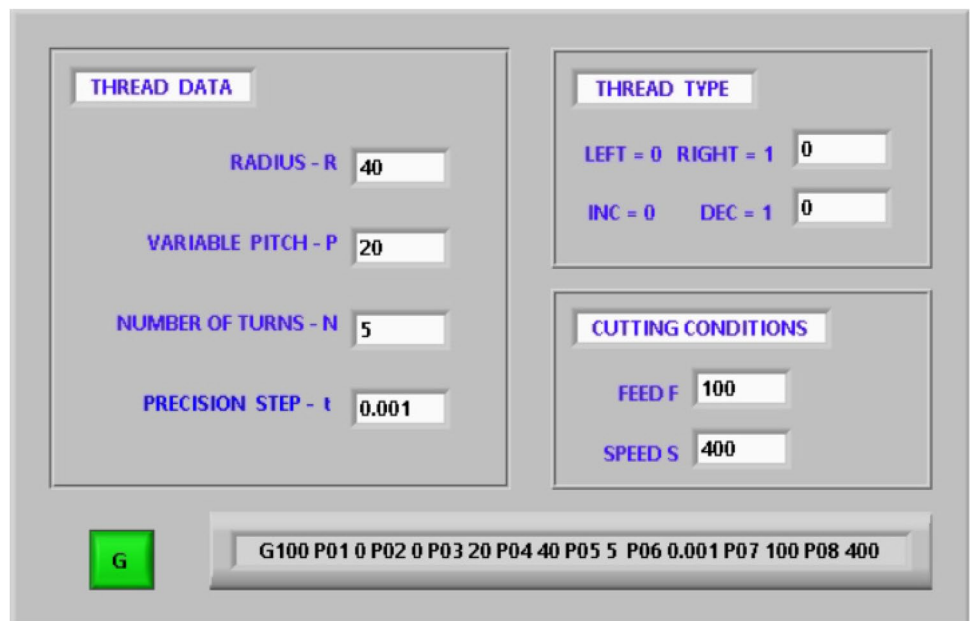 THREAD DATA
RADIUS - R 40
VARIABLE PITCH - P 20
NUMBER OF TURNS - N 5
PRECISION STEP - t 0.001
THREAD TYPE
LEFT = 0 RIGHT = 1 0
INC = 0 DEC = 1 0
CUTTING CONDITIONS
FEED F 100
SPEED S 400
G
G100 P01 0 P02 0 P03 20 P04 40 P05 5 P06 0.001 P07 100 P08 400